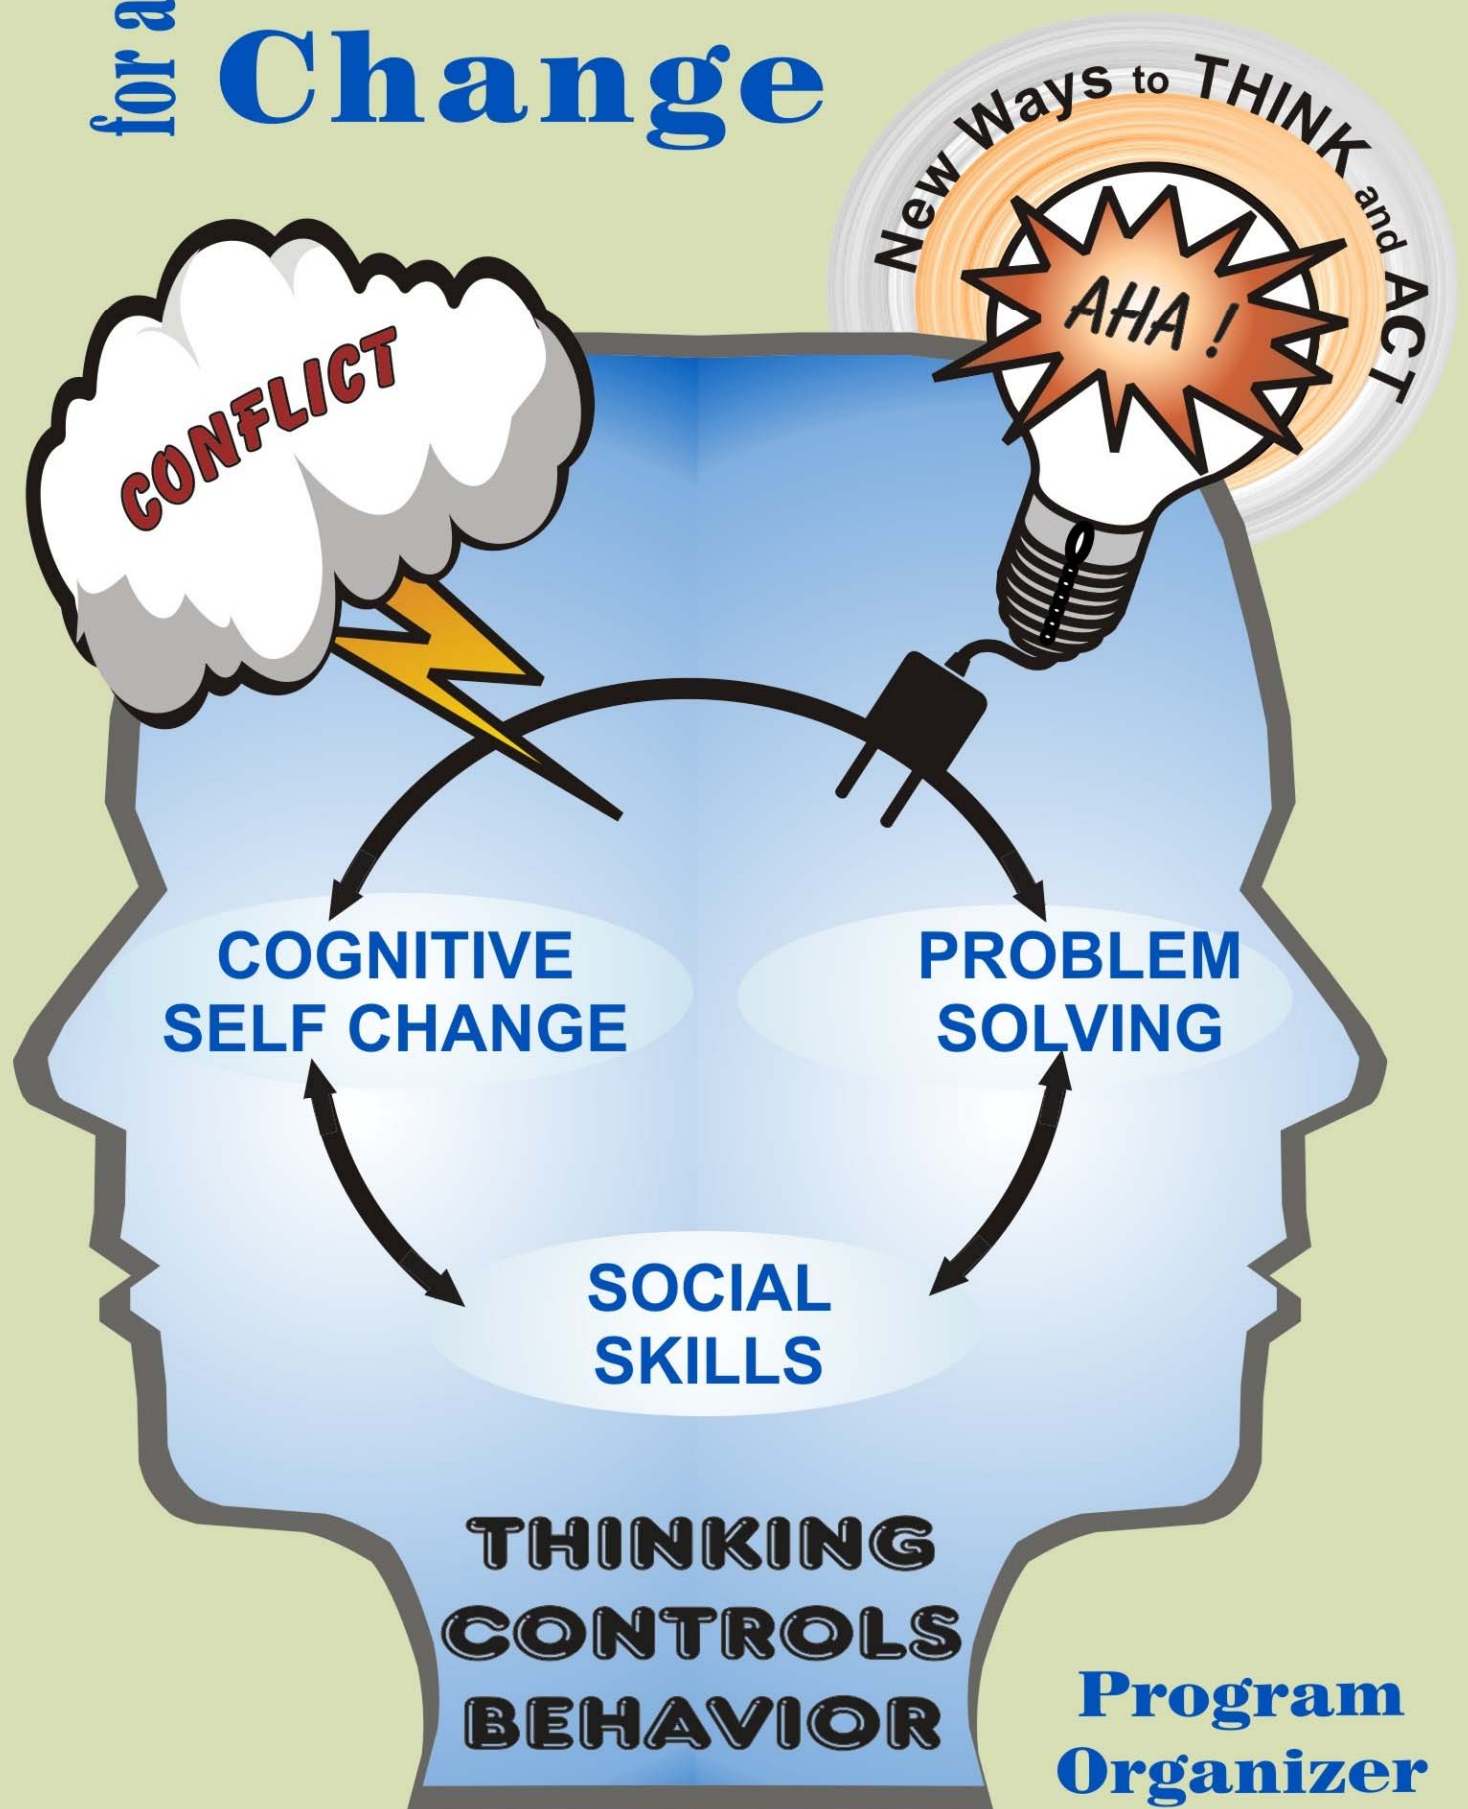 for a
Change
New Ways to THINK and ACT
AHA !
CONFLICT
COGNITIVE
SELF CHANGE
PROBLEM
SOLVING
SOCIAL
SKILLS
THINKING
CONTROLS
BEHAVIOR
Program
Organizer